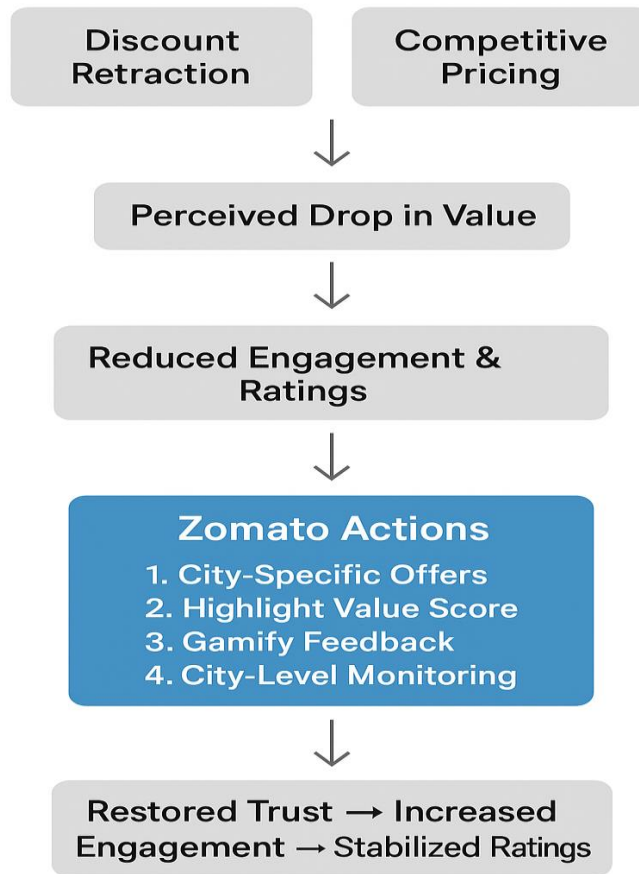 Discount
Retraction
Competitive
Pricing
Perceived Drop in Value
Reduced Engagement &
Ratings
Zomato Actions
1. City-Specific Offers
2. Highlight Value Score
3. Gamify Feedback
4. City-Level Monitoring
Restored Trust → Increased
Engagement → Stabilized Ratings